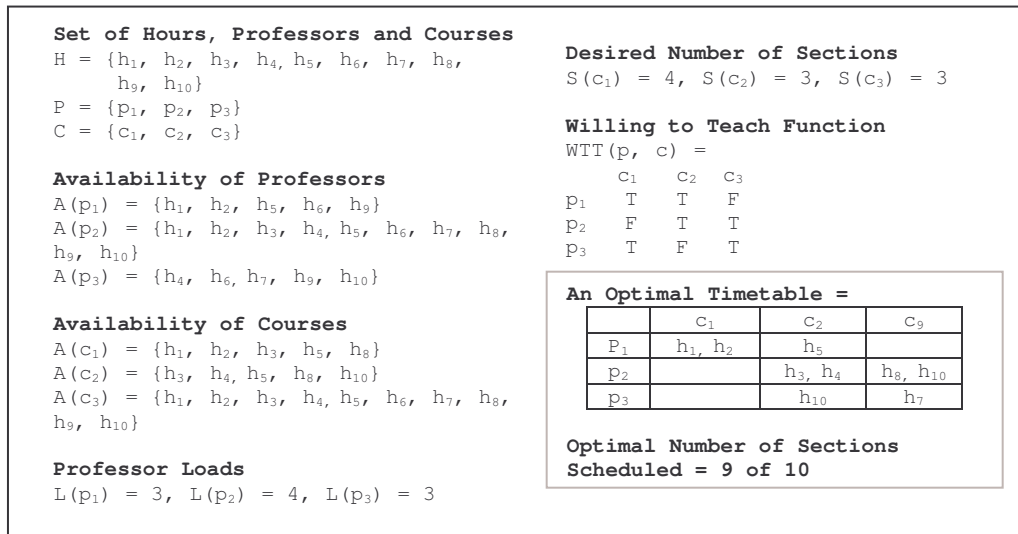 Set of Hours, Professors and Courses
H = {h₁, h₂, h₃, h₄, h₅, h₆, h₇, h₈,
h₉, h₁₀}
P = {p₁, p₂, p₃}
C = {c₁, c₂, c₃}
Availability of Professors
A(p₁) = {h₁, h₂, h₅, h₆, h₉}
A(p₂) = {h₁, h₂, h₃, h₄, h₅, h₆, h₇, h₈,
h₉, h₁₀}
A(p₃) = {h₄, h₆, h₇, h₉, h₁₀}
Availability of Courses
A(c₁) = {h₁, h₂, h₃, h₅, h₈}
A(c₂) = {h₃, h₄, h₅, h₈, h₁₀}
A(c₃) = {h₁, h₂, h₃, h₄, h₅, h₆, h₇, h₈,
h₉, h₁₀}
Professor Loads
L(p₁) = 3, L(p₂) = 4, L(p₃) = 3
Desired Number of Sections
S(c₁) = 4, S(c₂) = 3, S(c₃) = 3
Willing to Teach Function
WTT(p, c) =
c₁ c₂ c₃
p₁ T T F
p₂ F T T
p₃ T F T
An Optimal Timetable =
c₁ c₂ c₉
P₁ h₁, h₂ h₅
p₂ h₃, h₄ h₈, h₁₀
p₃ h₁₀ h₇
Optimal Number of Sections
Scheduled = 9 of 10